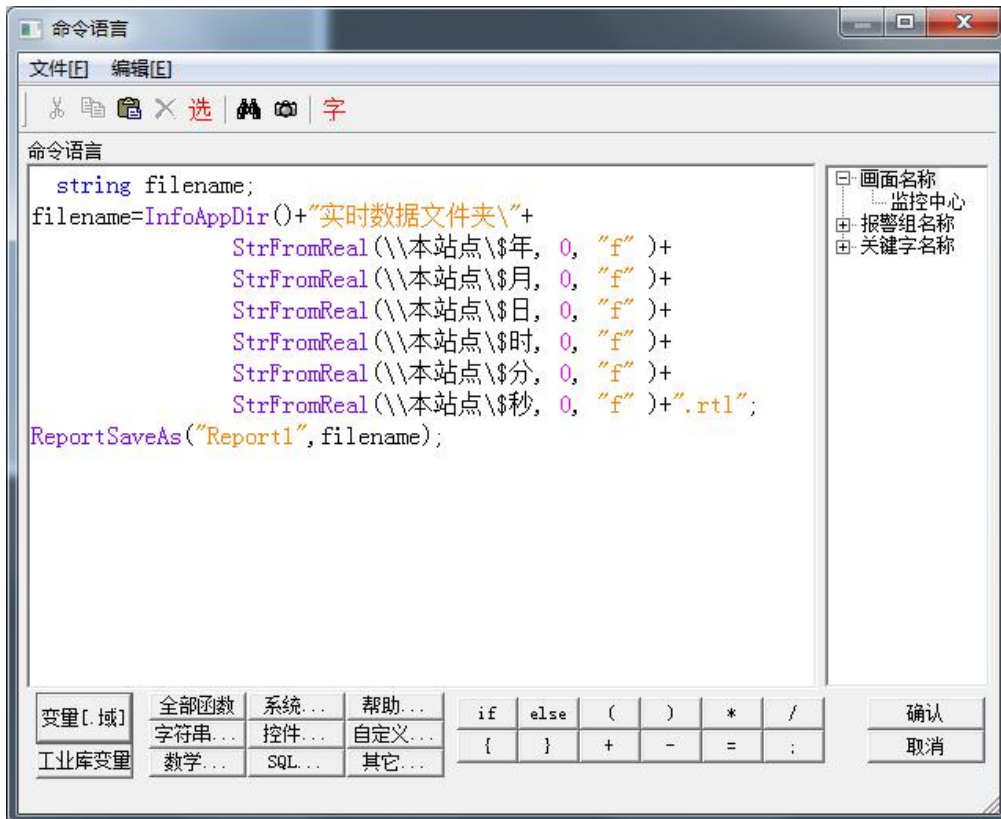 命令语言
文件[F] 编辑[E]
选 字
命令语言
string filename;
filename=InfoAppDir()+"实时数据文件夹\"+
StrFromReal(\\本站点\$年, 0, "f" )+
StrFromReal(\\本站点\$月, 0, "f" )+
StrFromReal(\\本站点\$日, 0, "f" )+
StrFromReal(\\本站点\$时, 0, "f" )+
StrFromReal(\\本站点\$分, 0, "f" )+
StrFromReal(\\本站点\$秒, 0, "f" )+".rtl";
ReportSaveAs("Report1",filename);
画面名称
监控中心
报警组名称
关键字名称
变量[.域] 全部函数 系统... 帮助... if else ( ) * / 确认
字符串... 控件... 自定义... { } + - = ; 取消
工业库变量 数学... SQL... 其它...